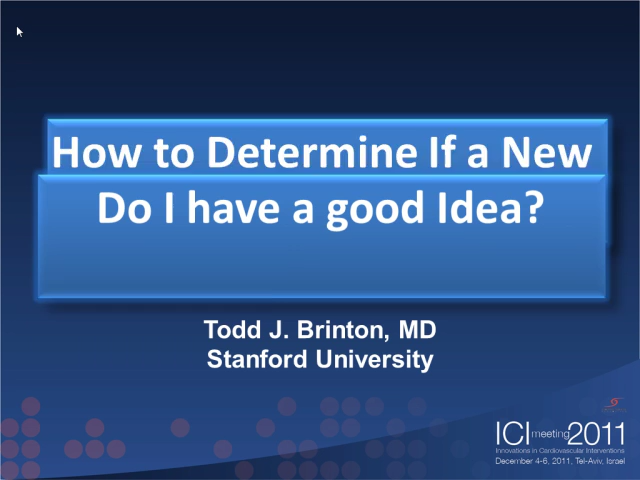 How to Determine If a New
Do I have a good Idea?
Todd J. Brinton, MD
Stanford University
ICI meeting 2011
Innovations in Cardiovascular Interventions
December 4-6, 2011, Tel-Aviv, Israel